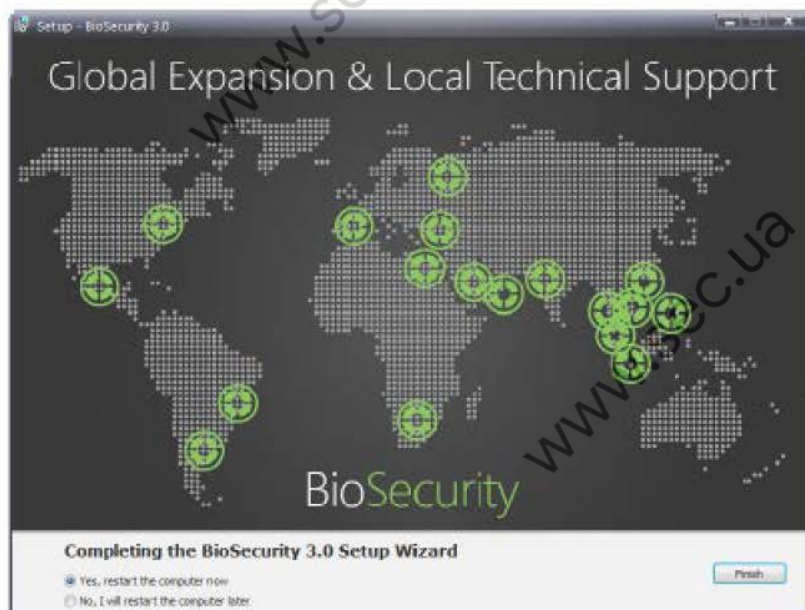 Setup - BioSecurity 3.0
Global Expansion & Local Technical Support
BioSecurity
Completing the BioSecurity 3.0 Setup Wizard
Yes, restart the computer now
No, I will restart the computer later
Finish
www.sec.ua